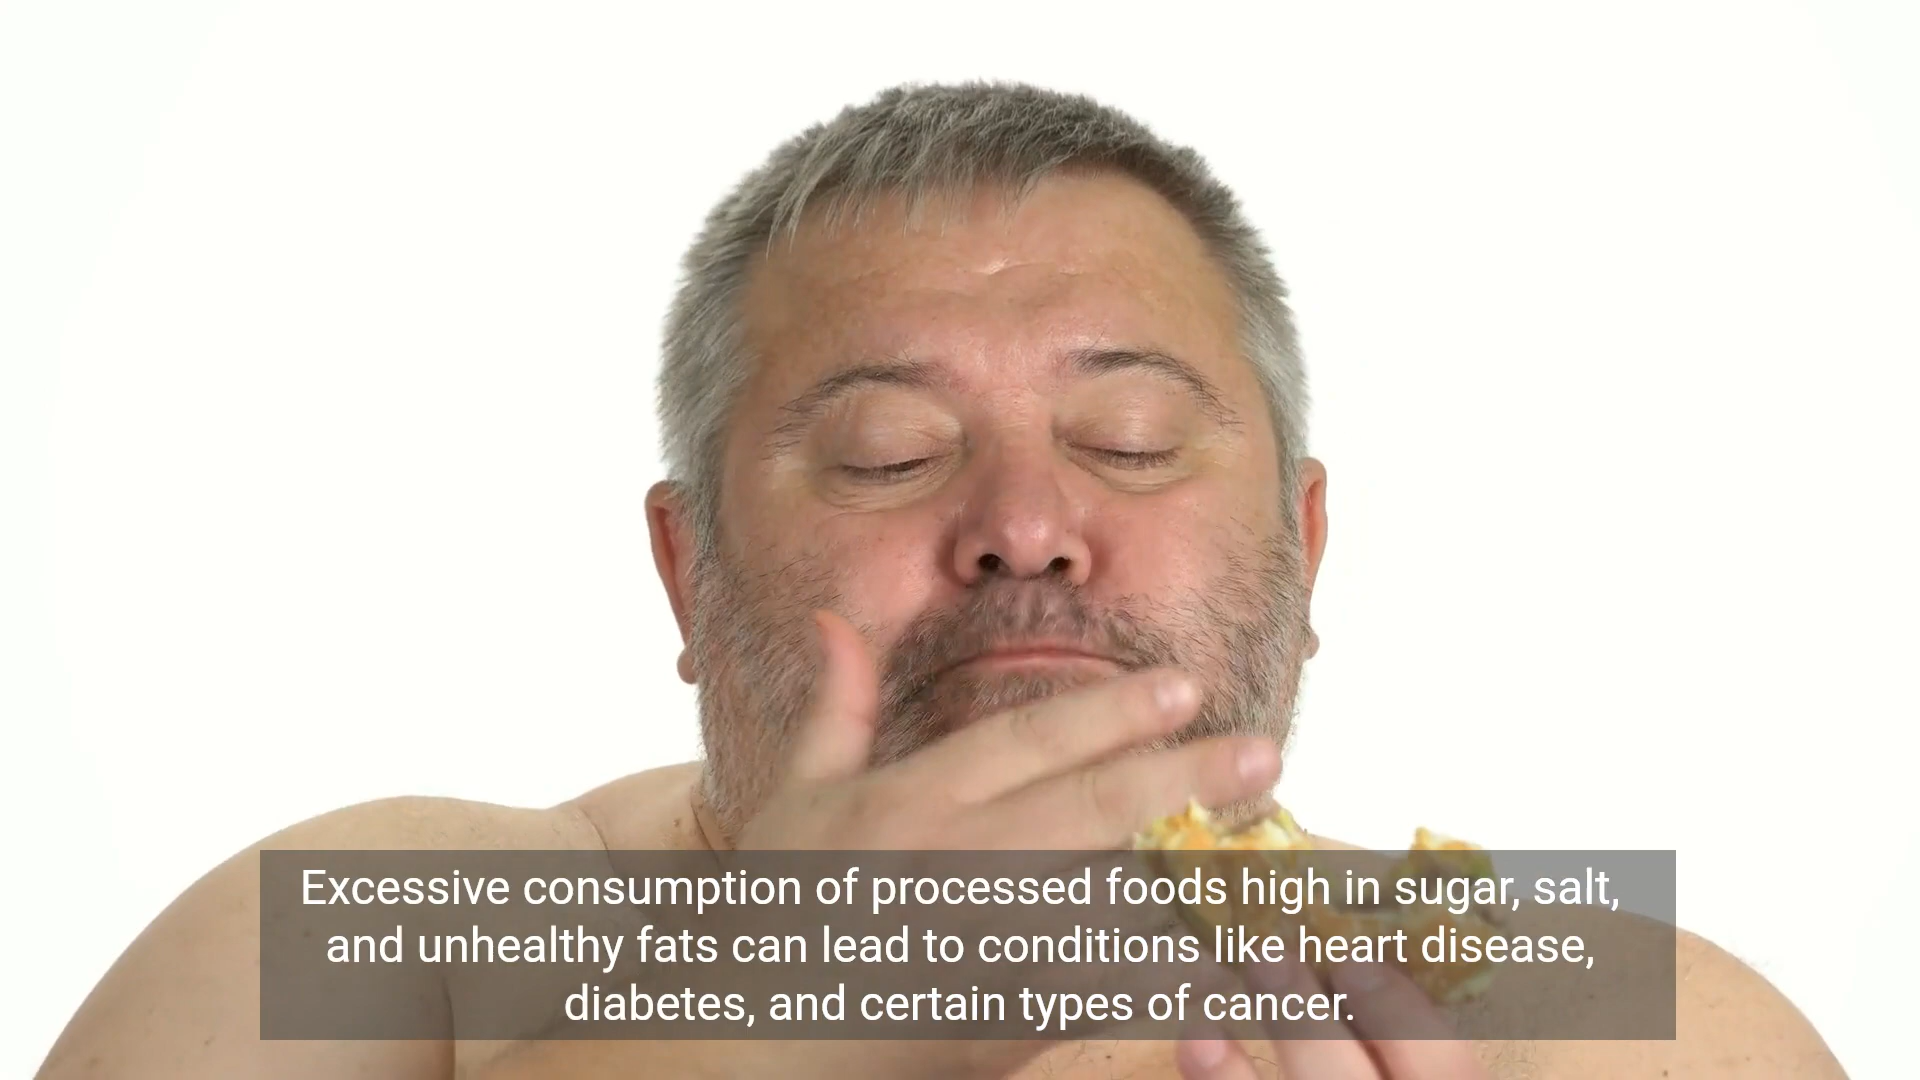 Excessive consumption of processed foods high in sugar, salt,
and unhealthy fats can lead to conditions like heart disease,
diabetes, and certain types of cancer.